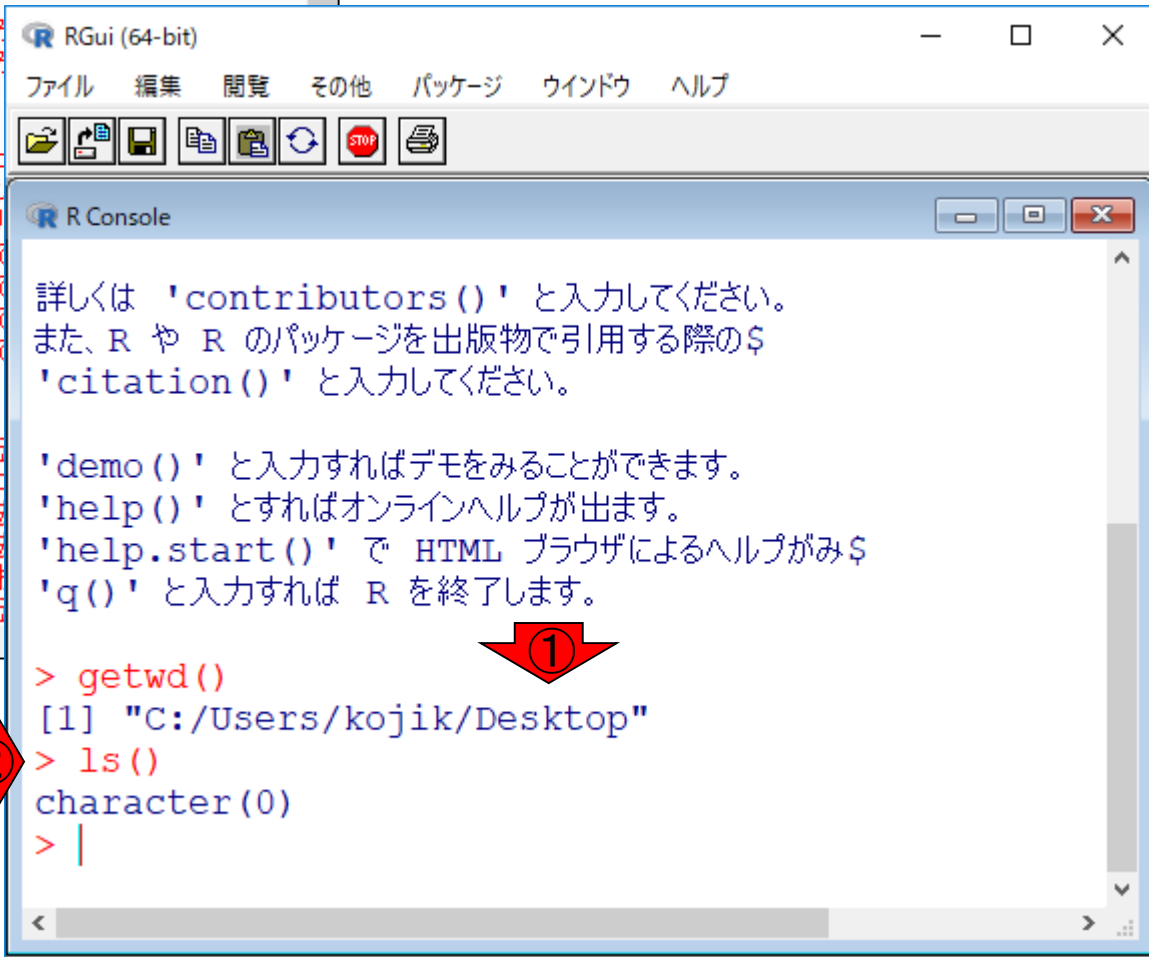 RGui (64-bit)
ファイル 編集 閲覧 その他 パッケージ ウインドウ ヘルプ
STOP
R Console
詳しくは 'contributors()' と入力してください。
また、R や R のパッケージを出版物で引用する際の$
'citation()' と入力してください。
'demo()' と入力すればデモをみることができます。
'help()' とすればオンラインヘルプが出ます。
'help.start()' で HTML ブラウザによるヘルプがみ$
'q()' と入力すれば R を終了します。
①
> getwd()
[1] "C:/Users/kojik/Desktop"
> ls()
character(0)
>